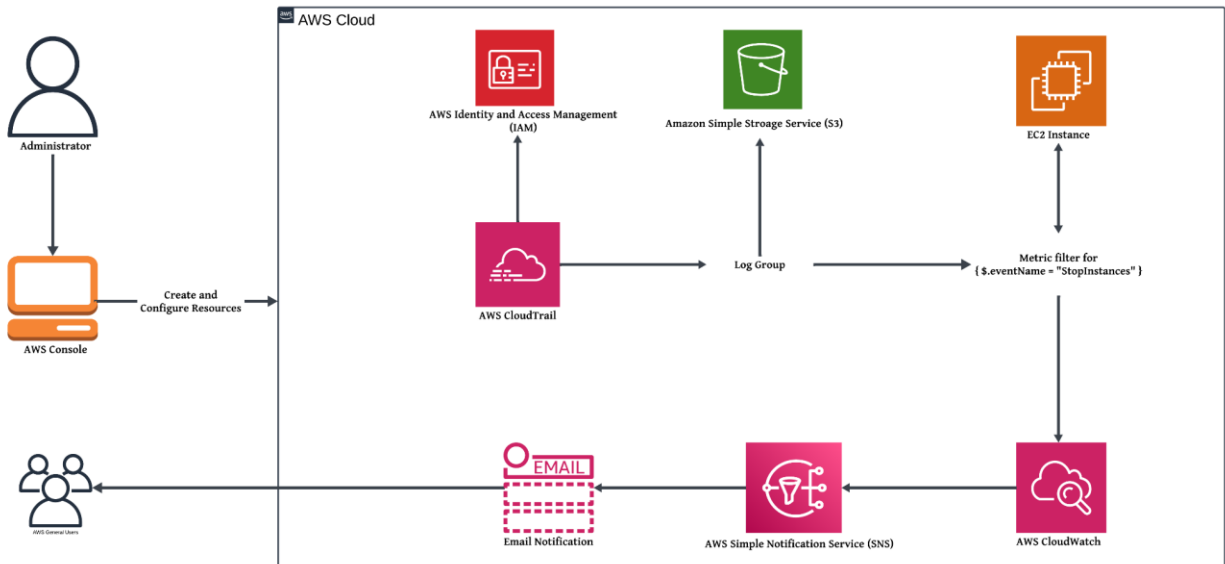 aws
AWS Cloud
AWS Identity and Access Management
(IAM)
Amazon Simple Stroage Service (S3)
EC2 Instance
Administrator
AWS CloudTrail
Log Group
Metric filter for
{ $.eventName = "StopInstances" }
Create and
Configure Resources
AWS Console
EMAIL
Email Notification
AWS Simple Notification Service (SNS)
AWS CloudWatch
AWS General Users